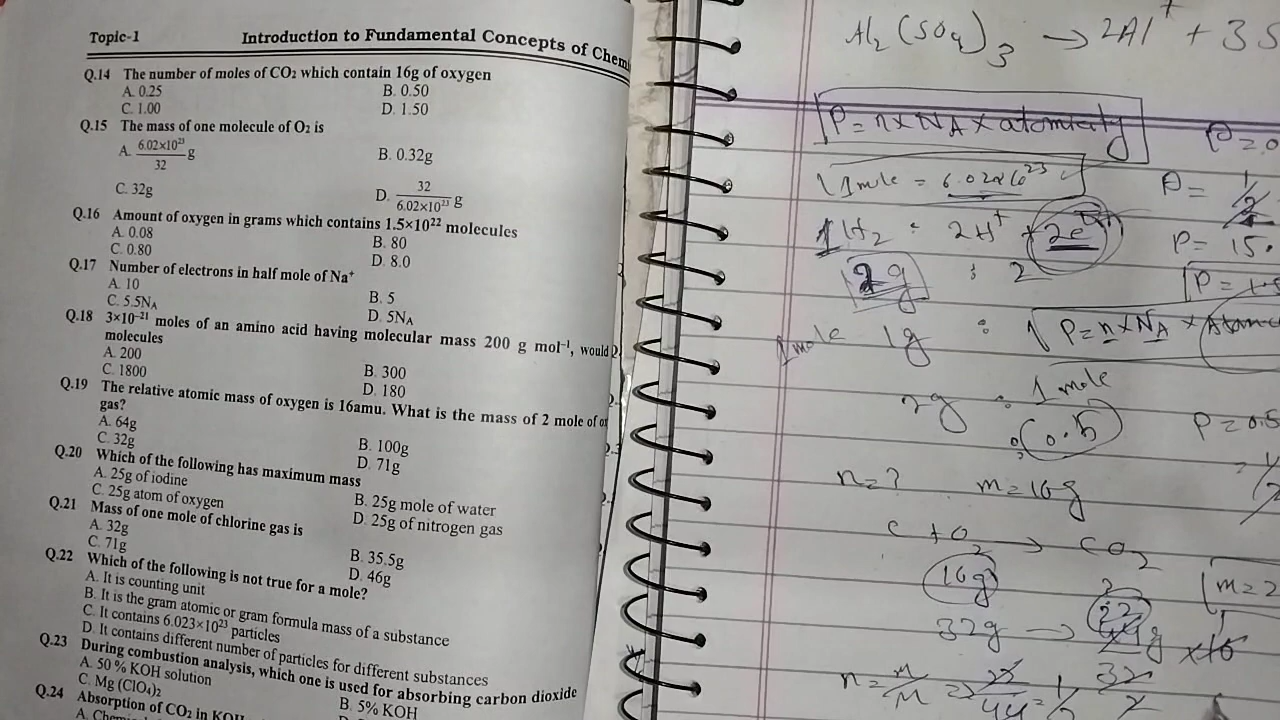 Topic-1
Introduction to Fundamental Concepts of Chem
Q.14 The number of moles of CO₂ which contain 16g of oxygen
A. 0.25 B. 0.50
C. 1.00 D. 1.50
Q.15 The mass of one molecule of O₂ is
A. 6.02×10²³/32 g B. 0.32g
C. 32g D. 32/6.02×10²³ g
Q.16 Amount of oxygen in grams which contains 1.5×10²² molecules
A. 0.08 B. 80
C. 0.80 D. 8.0
Q.17 Number of electrons in half mole of Na⁺
A. 10 B. 5
C. 5.5Nᴀ D. 5Nᴀ
Q.18 3×10⁻²¹ moles of an amino acid having molecular mass 200 g mol⁻¹, would
molecules
A. 200 B. 300
C. 1800 D. 180
Q.19 The relative atomic mass of oxygen is 16amu. What is the mass of 2 mole of ox
gas?
A. 64g B. 100g
C. 32g D. 71g
Q.20 Which of the following has maximum mass
A. 25g of iodine B. 25g mole of water
C. 25g atom of oxygen D. 25g of nitrogen gas
Q.21 Mass of one mole of chlorine gas is
A. 32g B. 35.5g
C. 71g D. 46g
Q.22 Which of the following is not true for a mole?
A. It is counting unit
B. It is the gram atomic or gram formula mass of a substance
C. It contains 6.023×10²³ particles
D. It contains different number of particles for different substances
Q.23 During combustion analysis, which one is used for absorbing carbon dioxide
A. 50 % KOH solution B. 5% KOH
C. Mg (ClO₄)₂
Q.24 Absorption of CO₂ in KOH
A. Chemi
Al₂(SO₄)₃ → 2Al⁺ + 3S
P = n × Nᴀ × atomicity
1 mole = 6.02×10²³
P =
1H₂ : 2H⁺ + 2e
P = 15.
2g : 2
1 mole 1g : P = n × Nᴀ × Atomic
2g : 1 mole
: (0.5)
n = ? m = 16g
C + O₂ → CO₂
16g
m = 2
32g →
n = m/M =